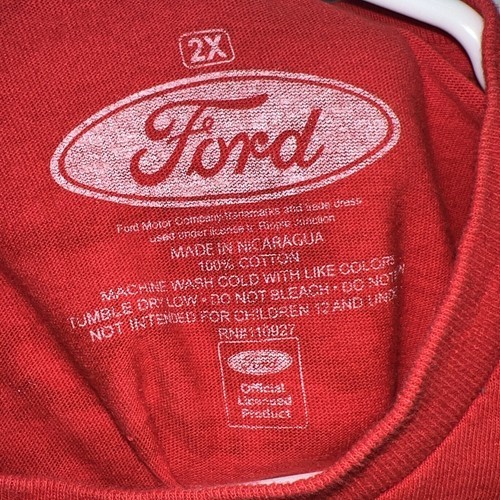 2X
Ford
Ford Motor Company trademarks and trade dress
used under license to Ripple Junction
MADE IN NICARAGUA
100% COTTON
MACHINE WASH COLD WITH LIKE COLORS
TUMBLE DRY LOW • DO NOT BLEACH • DO NOT
NOT INTENDED FOR CHILDREN 12 AND UNDE
RN#110927
Ford
Official
Licensed
Product